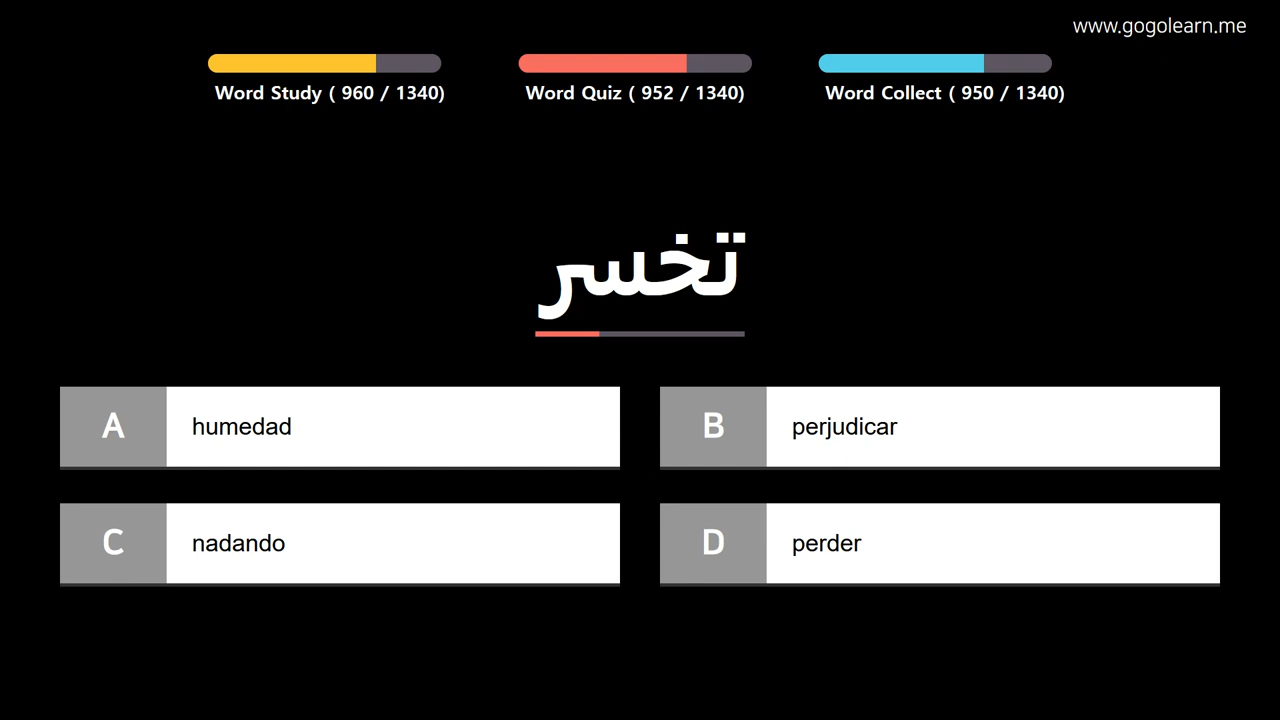 www.gogolearn.me
Word Study ( 960 / 1340)
Word Quiz ( 952 / 1340)
Word Collect ( 950 / 1340)
تخسر
A humedad
B perjudicar
C nadando
D perder